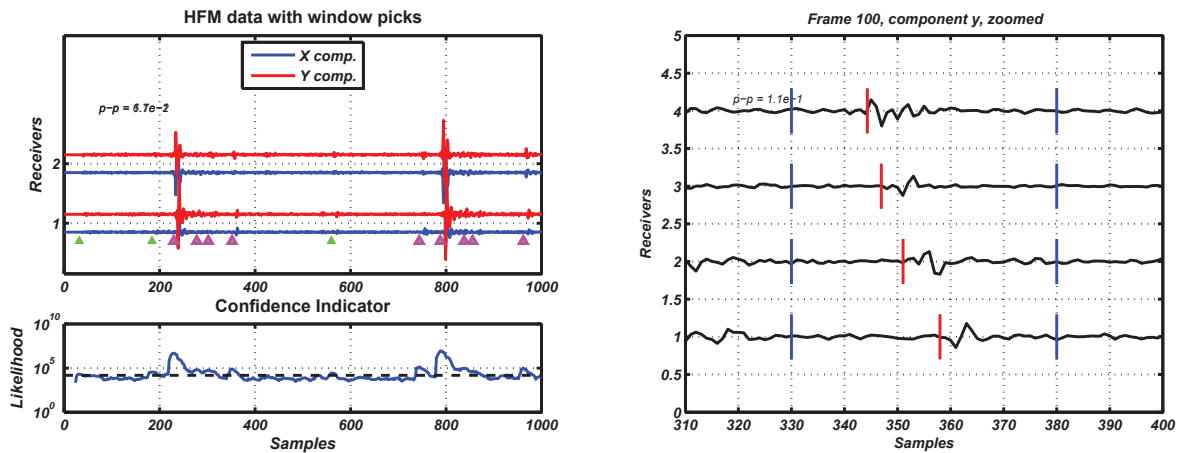 HFM data with window picks
X comp.
Y comp.
Receivers
2
1
0 200 400 600 800 1000
Confidence Indicator
Likelihood
10^10
10^5
10^0
0 200 400 600 800 1000
Samples
Frame 100, component y, zoomed
p-p = 1.1e-1
Receivers
5
4.5
4
3.5
3
2.5
2
1.5
1
0.5
0
310 320 330 340 350 360 370 380 390 400
Samples